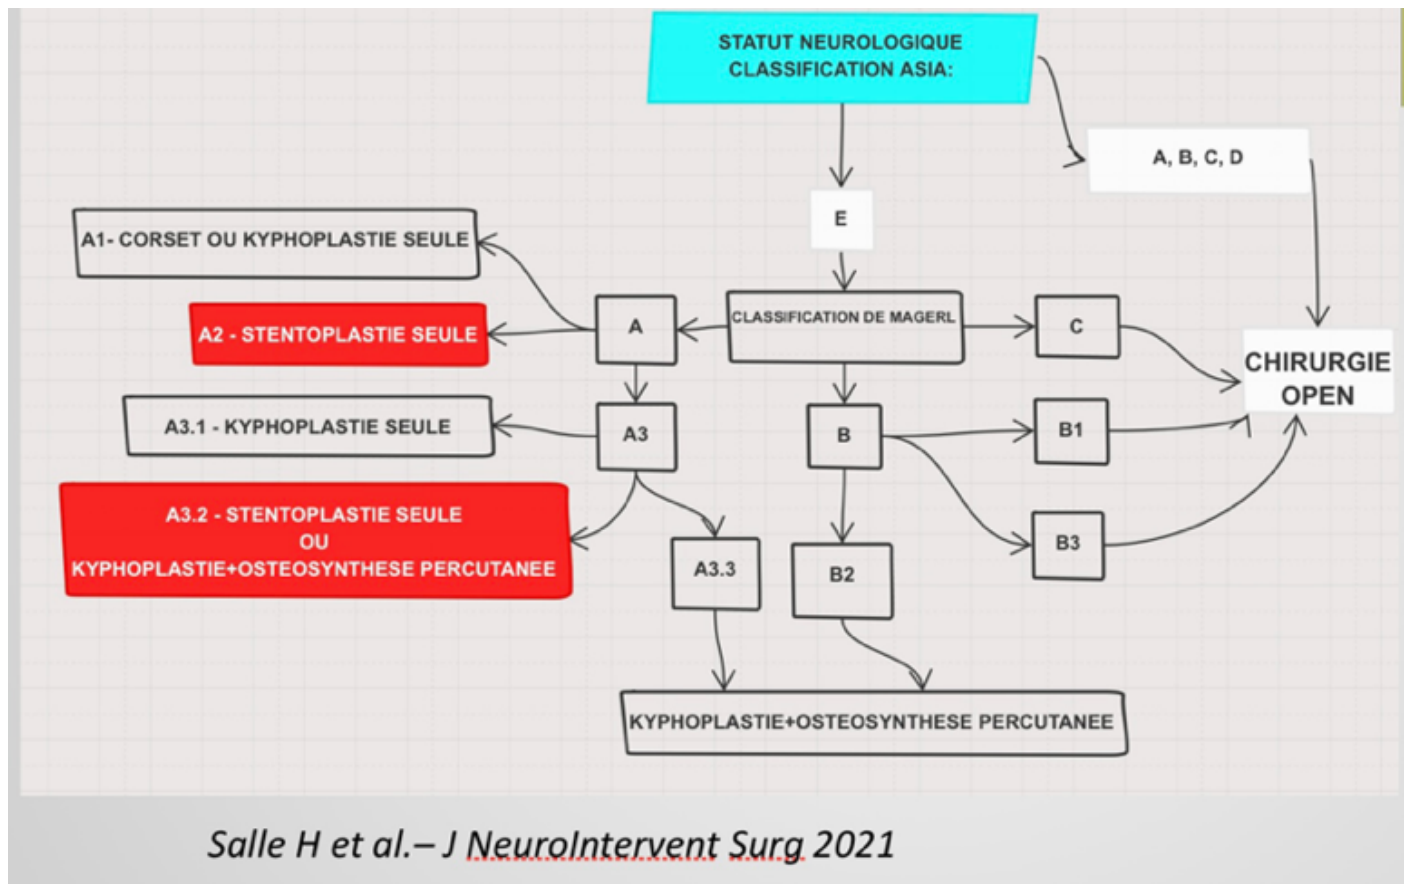 STATUT NEUROLOGIQUE
CLASSIFICATION ASIA:
A, B, C, D
E
A1- CORSET OU KYPHOPLASTIE SEULE
A2 - STENTOPLASTIE SEULE
A
CLASSIFICATION DE MAGERL
C
CHIRURGIE
OPEN
A3.1 - KYPHOPLASTIE SEULE
A3
B
B1
A3.2 - STENTOPLASTIE SEULE
OU
KYPHOPLASTIE+OSTEOSYNTHESE PERCUTANEE
A3.3
B2
B3
KYPHOPLASTIE+OSTEOSYNTHESE PERCUTANEE
Salle H et al.– J NeuroIntervent Surg 2021